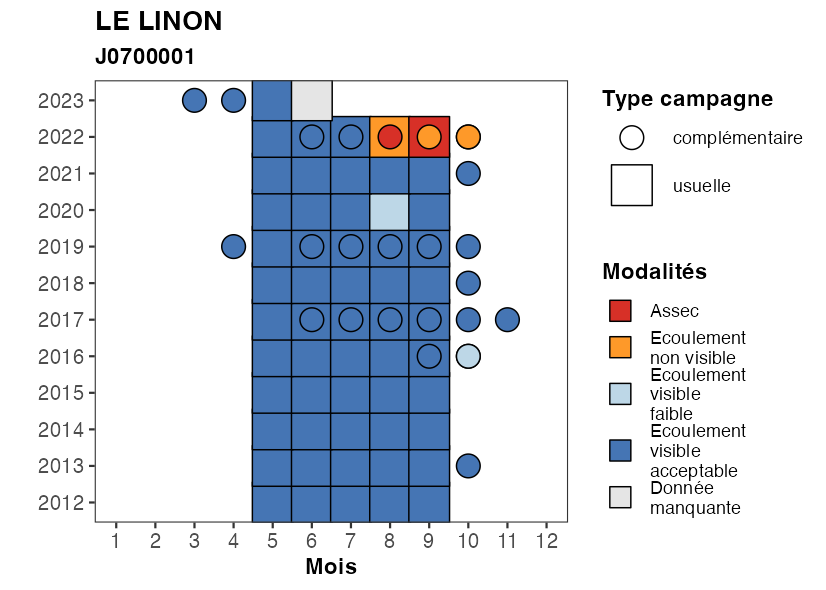 LE LINON
J0700001
2023
2022
2021
2020
2019
2018
2017
2016
2015
2014
2013
2012
1 2 3 4 5 6 7 8 9 10 11 12
Mois
Type campagne
complémentaire
usuelle
Modalités
Assec
Ecoulement
non visible
Ecoulement
visible
faible
Ecoulement
visible
acceptable
Donnée
manquante